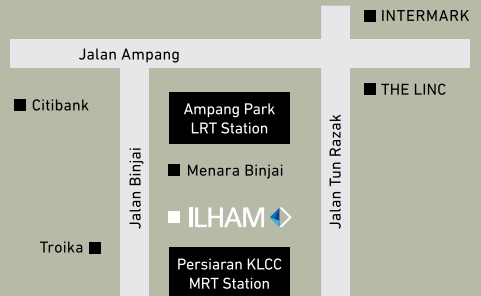 INTERMARK
Jalan Ampang
THE LINC
Citibank
Ampang Park
LRT Station
Jalan Binjai
Jalan Tun Razak
Menara Binjai
ILHAM
Troika
Persiaran KLCC
MRT Station